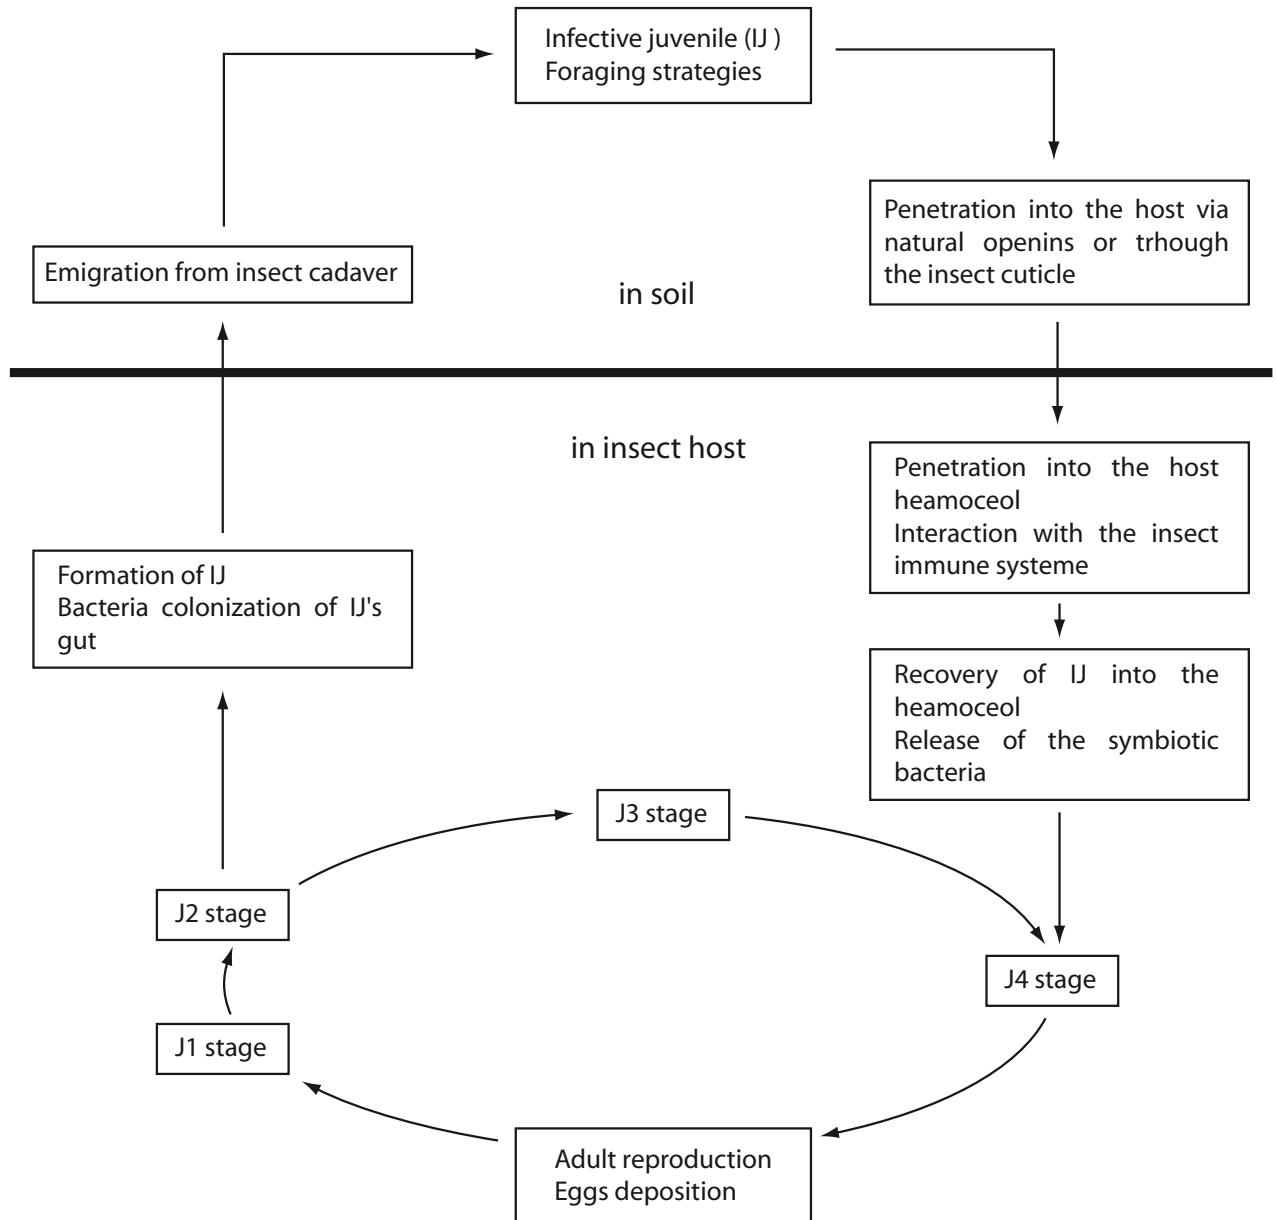 Infective juvenile (IJ )
Foraging strategies
Penetration into the host via
natural openins or trhough
the insect cuticle
Emigration from insect cadaver
in soil
in insect host
Penetration into the host
heamoceol
Interaction with the insect
immune systeme
Formation of IJ
Bacteria colonization of IJ's
gut
Recovery of IJ into the
heamoceol
Release of the symbiotic
bacteria
J3 stage
J2 stage
J4 stage
J1 stage
Adult reproduction
Eggs deposition